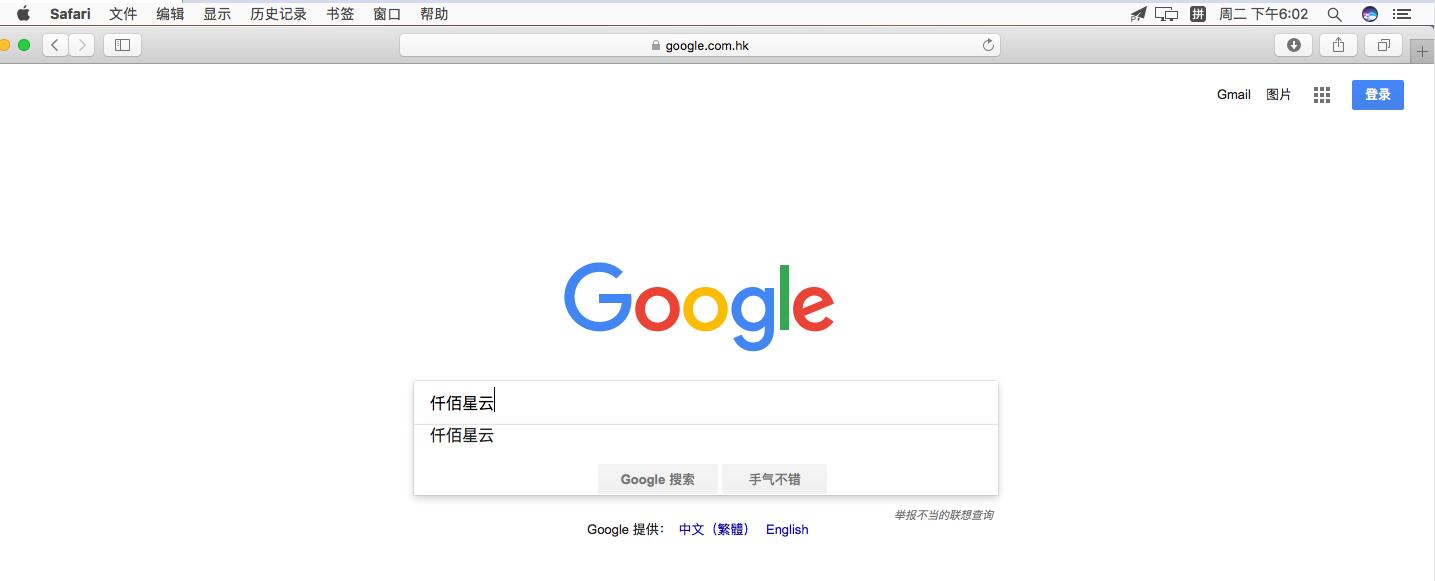 Safari 文件 编辑 显示 历史记录 书签 窗口 帮助 拼 周二 下午6:02
google.com.hk
Gmail 图片 登录
Google
仟佰星云
仟佰星云
Google 搜索 手气不错
举报不当的联想查询
Google 提供： 中文（繁體） English